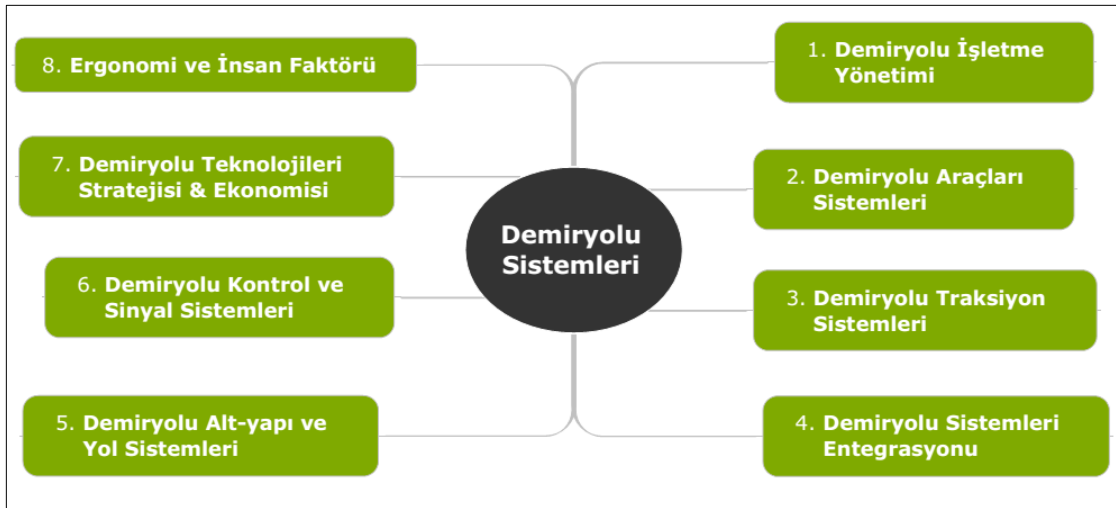 Demiryolu
Sistemleri
1. Demiryolu İşletme
Yönetimi
2. Demiryolu Araçları
Sistemleri
3. Demiryolu Traksiyon
Sistemleri
4. Demiryolu Sistemleri
Entegrasyonu
5. Demiryolu Alt-yapı ve
Yol Sistemleri
6. Demiryolu Kontrol ve
Sinyal Sistemleri
7. Demiryolu Teknolojileri
Stratejisi & Ekonomisi
8. Ergonomi ve İnsan Faktörü